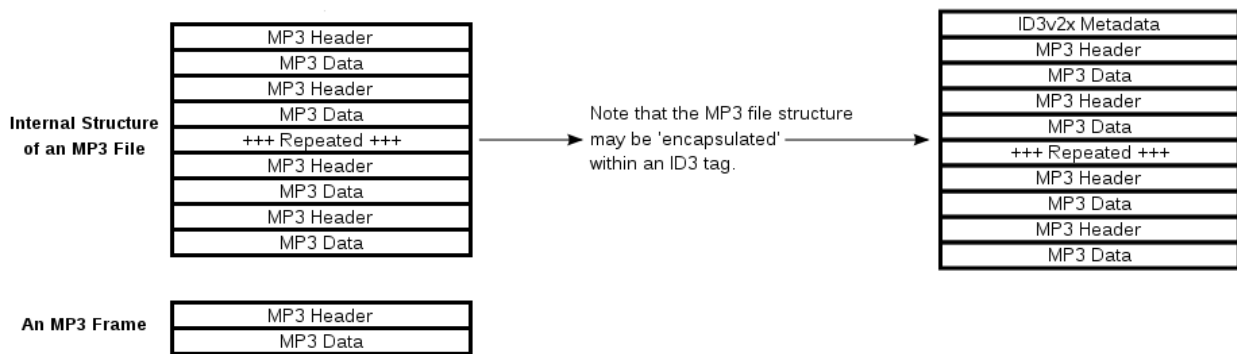 Internal Structure
of an MP3 File
MP3 Header
MP3 Data
MP3 Header
MP3 Data
+++ Repeated +++
MP3 Header
MP3 Data
MP3 Header
MP3 Data
Note that the MP3 file structure
may be 'encapsulated'
within an ID3 tag.
ID3v2x Metadata
MP3 Header
MP3 Data
MP3 Header
MP3 Data
+++ Repeated +++
MP3 Header
MP3 Data
MP3 Header
MP3 Data
An MP3 Frame
MP3 Header
MP3 Data